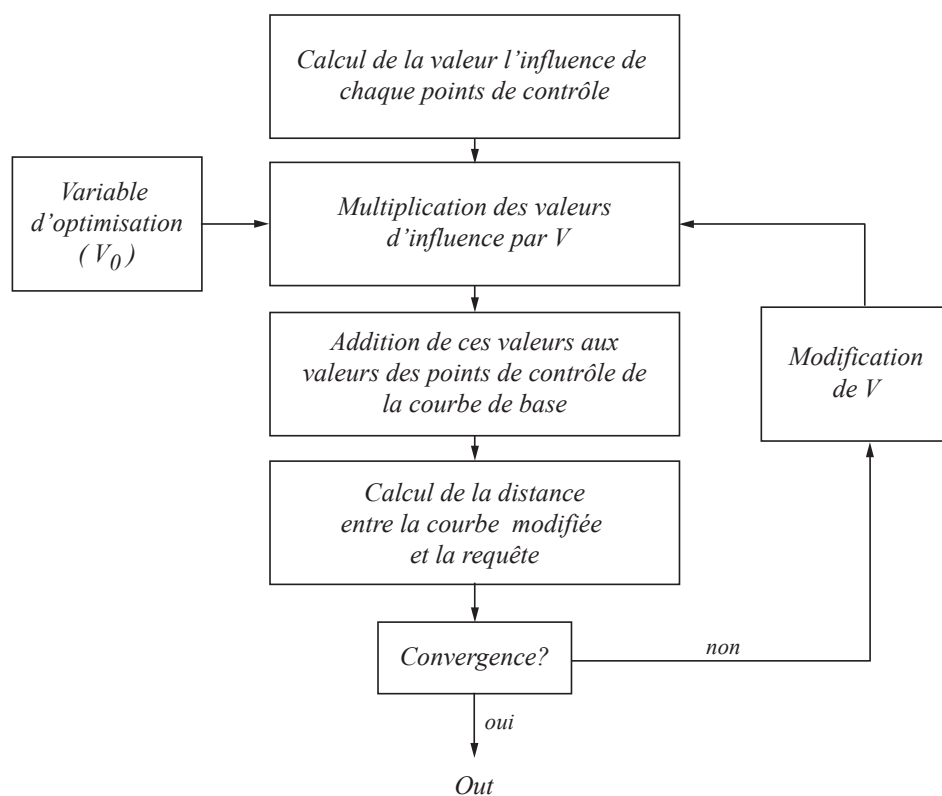 Calcul de la valeur l'influence de
chaque points de contrôle
Variable
d'optimisation
( V0 )
Multiplication des valeurs
d'influence par V
Addition de ces valeurs aux
valeurs des points de contrôle de
la courbe de base
Modification
de V
Calcul de la distance
entre la courbe modifiée
et la requête
Convergence?
non
oui
Out